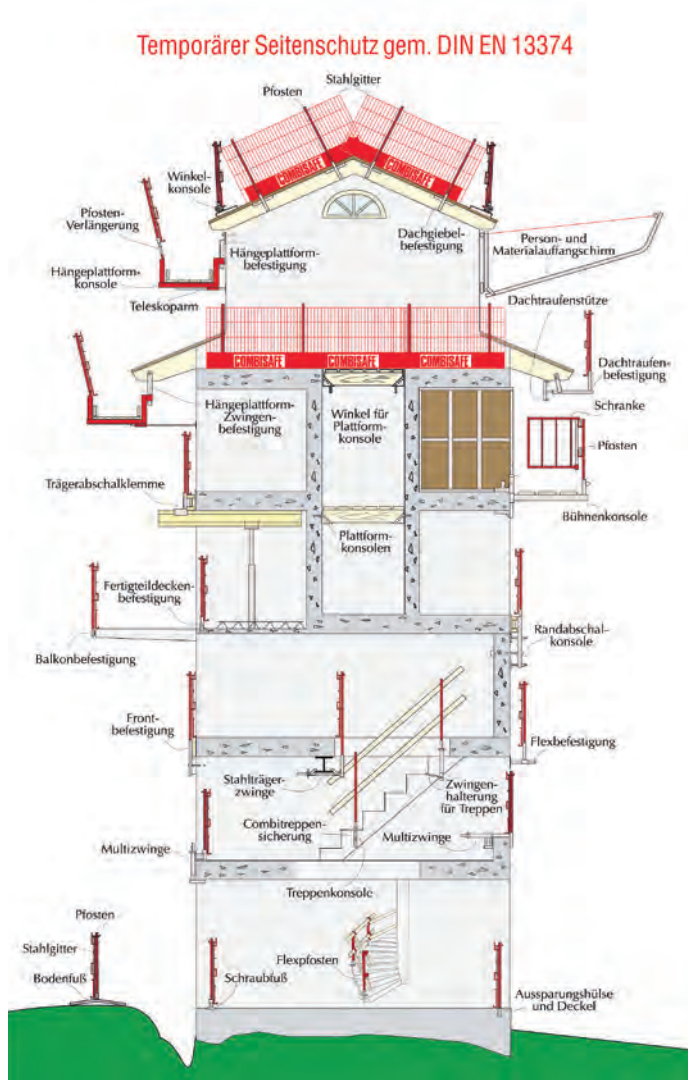 Temporärer Seitenschutz gem. DIN EN 13374
Stahlgitter
Pfosten
COMBISAFE
COMBISAFE
Winkel-
konsole
Pfosten-
Verlängerung
Hängeplattform-
konsole
Teleskoparm
Hängeplattform-
befestigung
Dachgiebel-
befestigung
Person- und
Materialauffangschirm
Dachtraufenstütze
COMBISAFE
COMBISAFE
COMBISAFE
Dachtraufen-
befestigung
Hängeplattform-
Zwingen-
befestigung
Winkel für
Plattform-
konsole
Schranke
Pfosten
Trägerabschalklemme
Bühnenkonsole
Plattform-
konsolen
Fertigteildecken-
befestigung
Balkonbefestigung
Randabschal-
konsole
Front-
befestigung
Flexbefestigung
Stahlträger-
zwinge
Zwingen-
halterung
für Treppen
Combitreppen-
sicherung
Multizwinge
Multizwinge
Treppenkonsole
Pfosten
Stahlgitter
Bodenfuß
Flexpfosten
Schraubfuß
Aussparungshülse
und Deckel